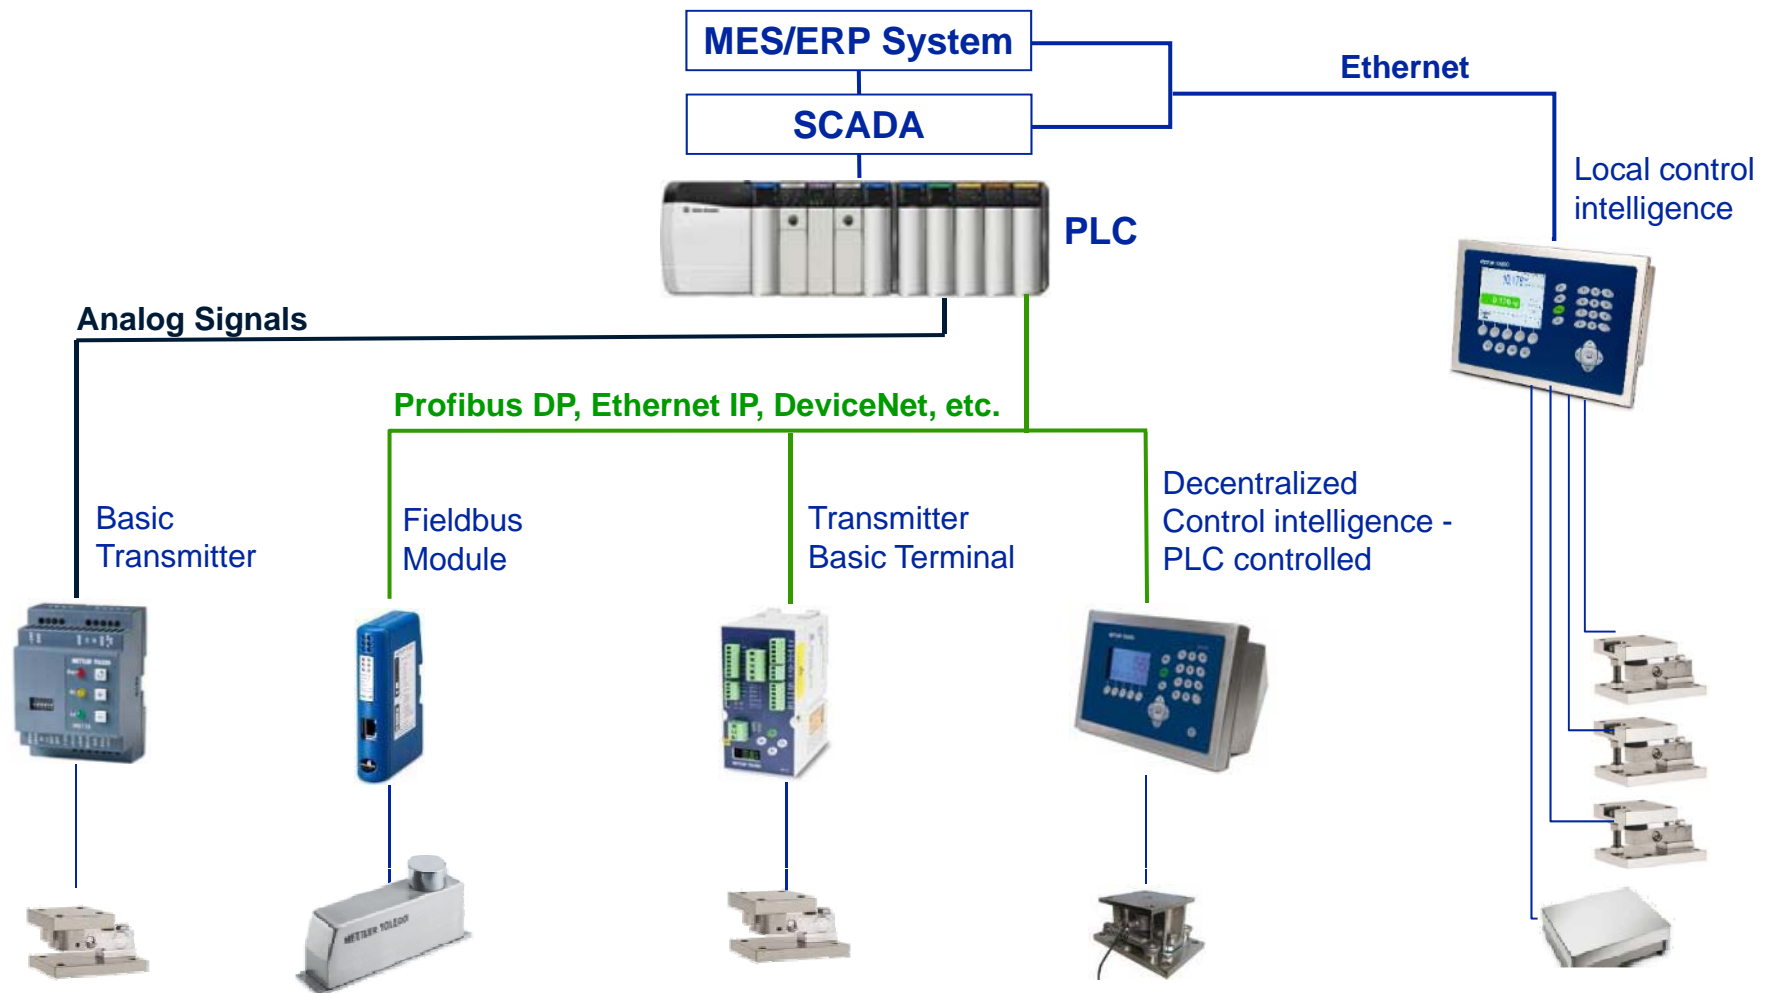 MES/ERP System
Ethernet
SCADA
Local control
intelligence
PLC
Analog Signals
Profibus DP, Ethernet IP, DeviceNet, etc.
Basic
Transmitter
Fieldbus
Module
Transmitter
Basic Terminal
Decentralized
Control intelligence -
PLC controlled
METTLER TOLEDO